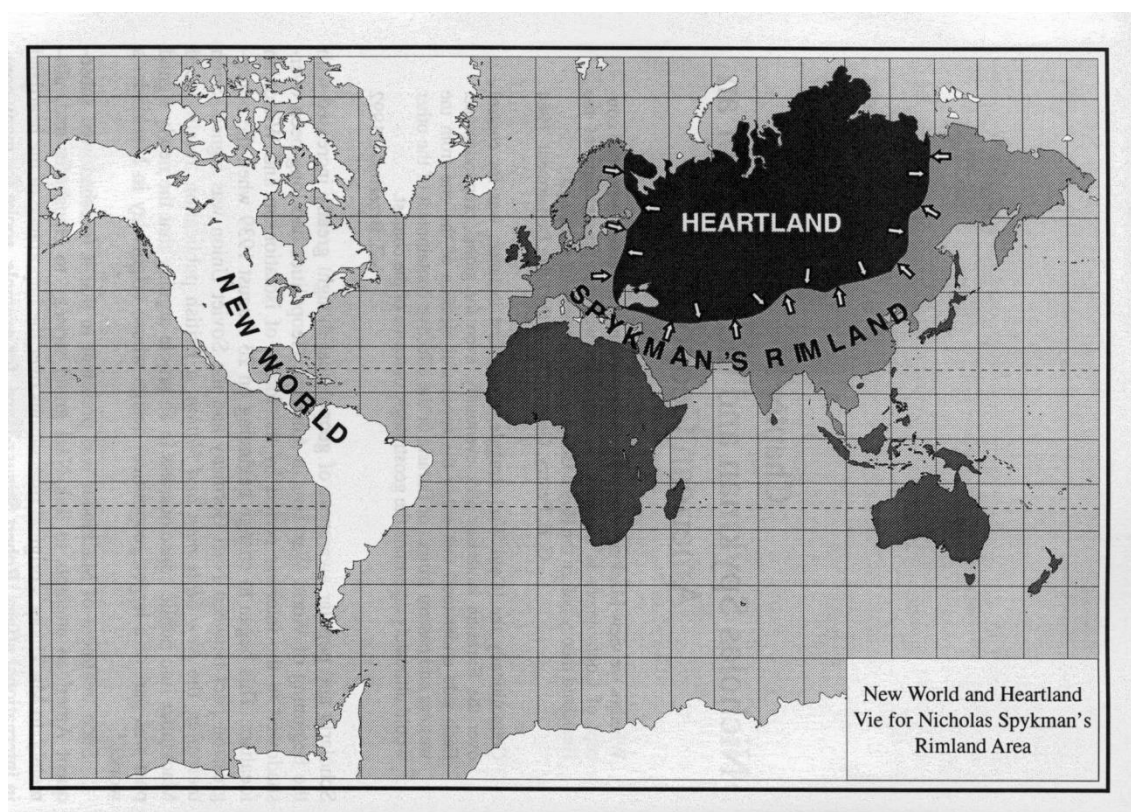 HEARTLAND
NEW WORLD
SPYKMAN'S RIMLAND
New World and Heartland
Vie for Nicholas Spykman's
Rimland Area